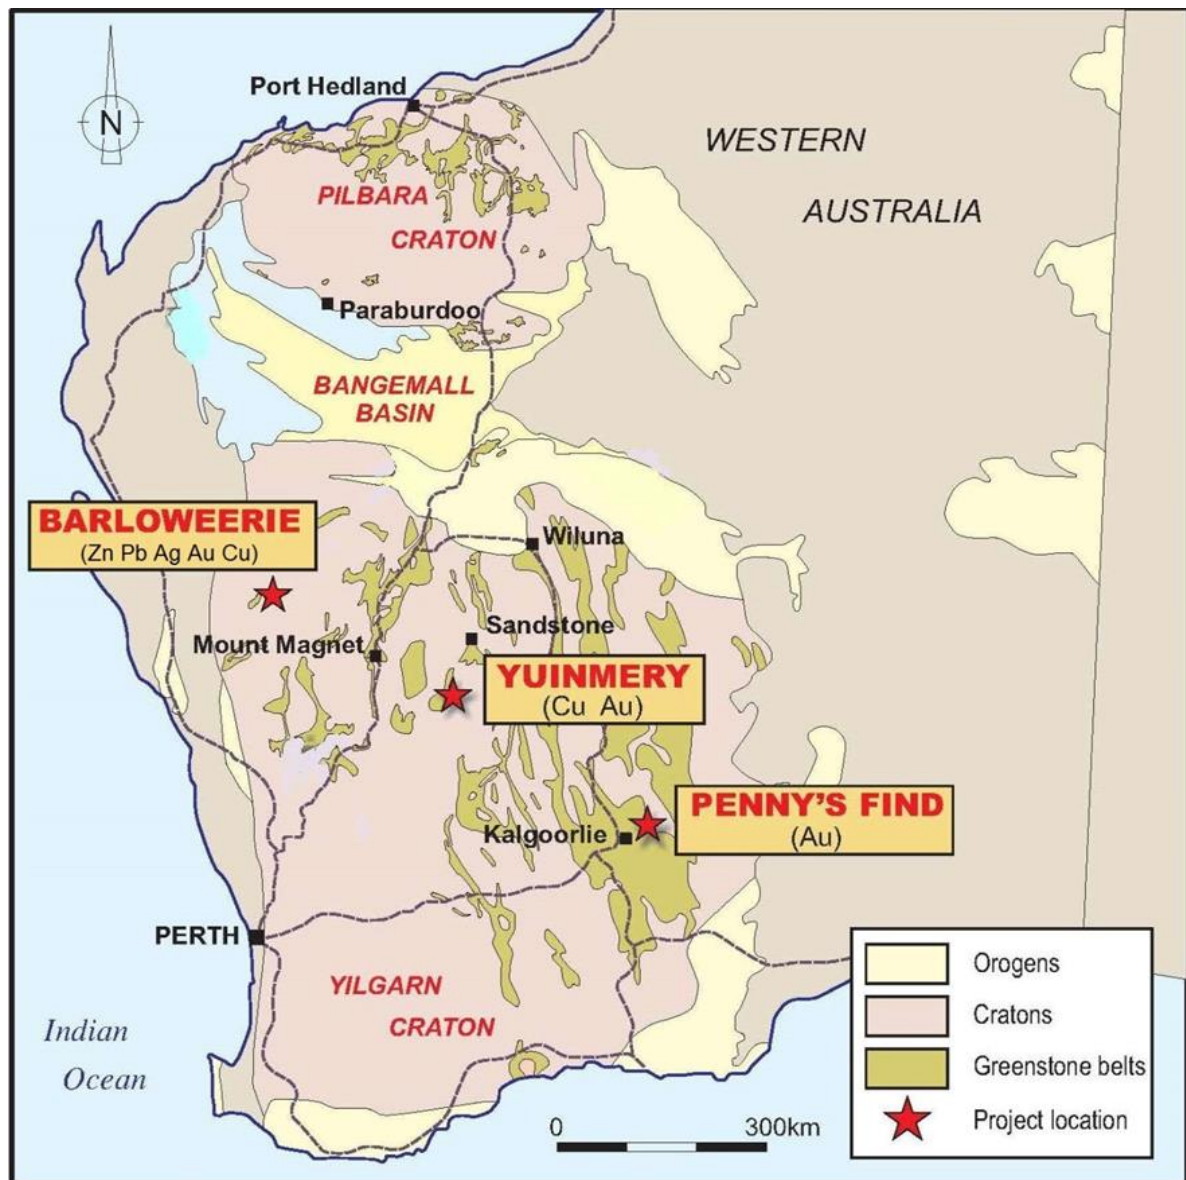 Port Hedland
N
WESTERN
AUSTRALIA
PILBARA
CRATON
Paraburdoo
BANGEMALL
BASIN
BARLOWEERIE
(Zn Pb Ag Au Cu)
Wiluna
Sandstone
Mount Magnet
YUINMERY
(Cu Au)
PENNY'S FIND
(Au)
Kalgoorlie
PERTH
YILGARN
CRATON
Indian
Ocean
Orogens
Cratons
Greenstone belts
Project location
0 300km